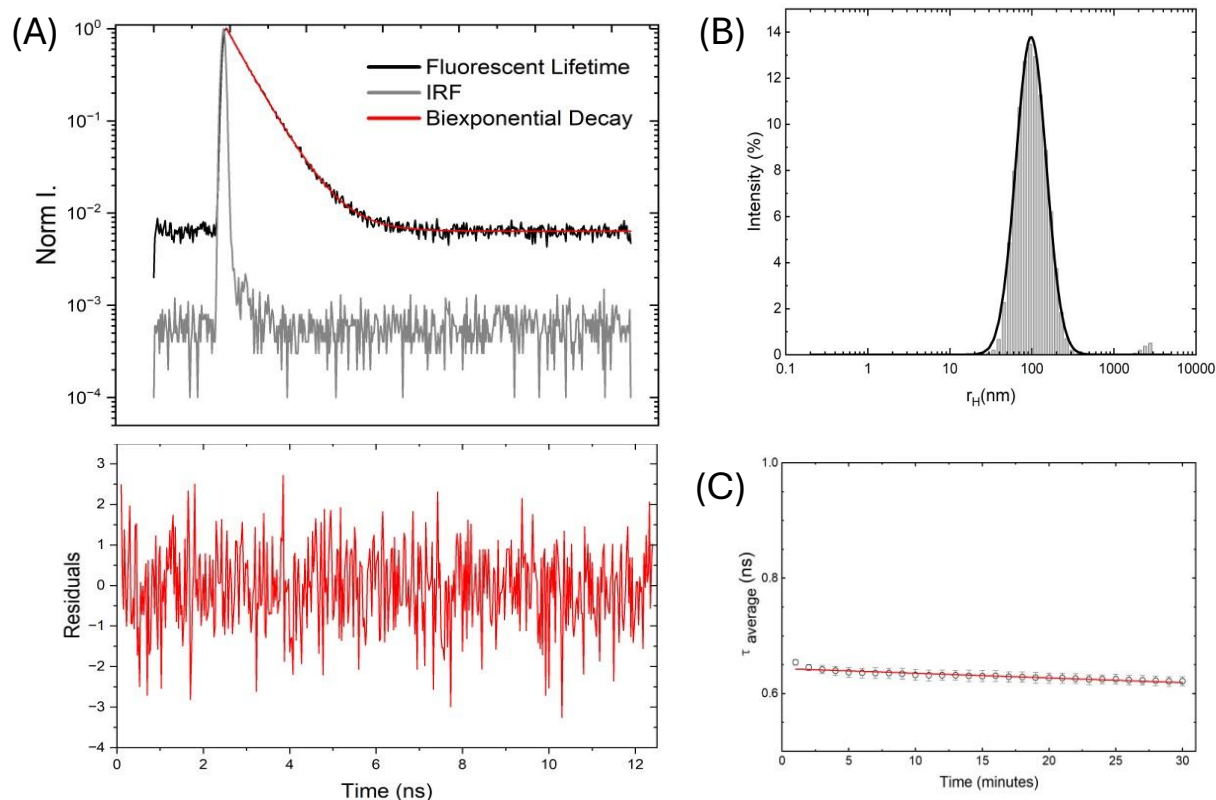 (A)
10⁰
10⁻¹
10⁻²
10⁻³
10⁻⁴
Norm I.
Fluorescent Lifetime
IRF
Biexponential Decay
3
2
1
0
−1
−2
−3
−4
Residuals
0 2 4 6 8 10 12
Time (ns)
(B)
14
12
10
8
6
4
2
0
Intensity (%)
0.1 1 10 100 1000 10000
r_H(nm)
(C)
1.0
0.8
0.6
τ average (ns)
0 5 10 15 20 25 30
Time (minutes)